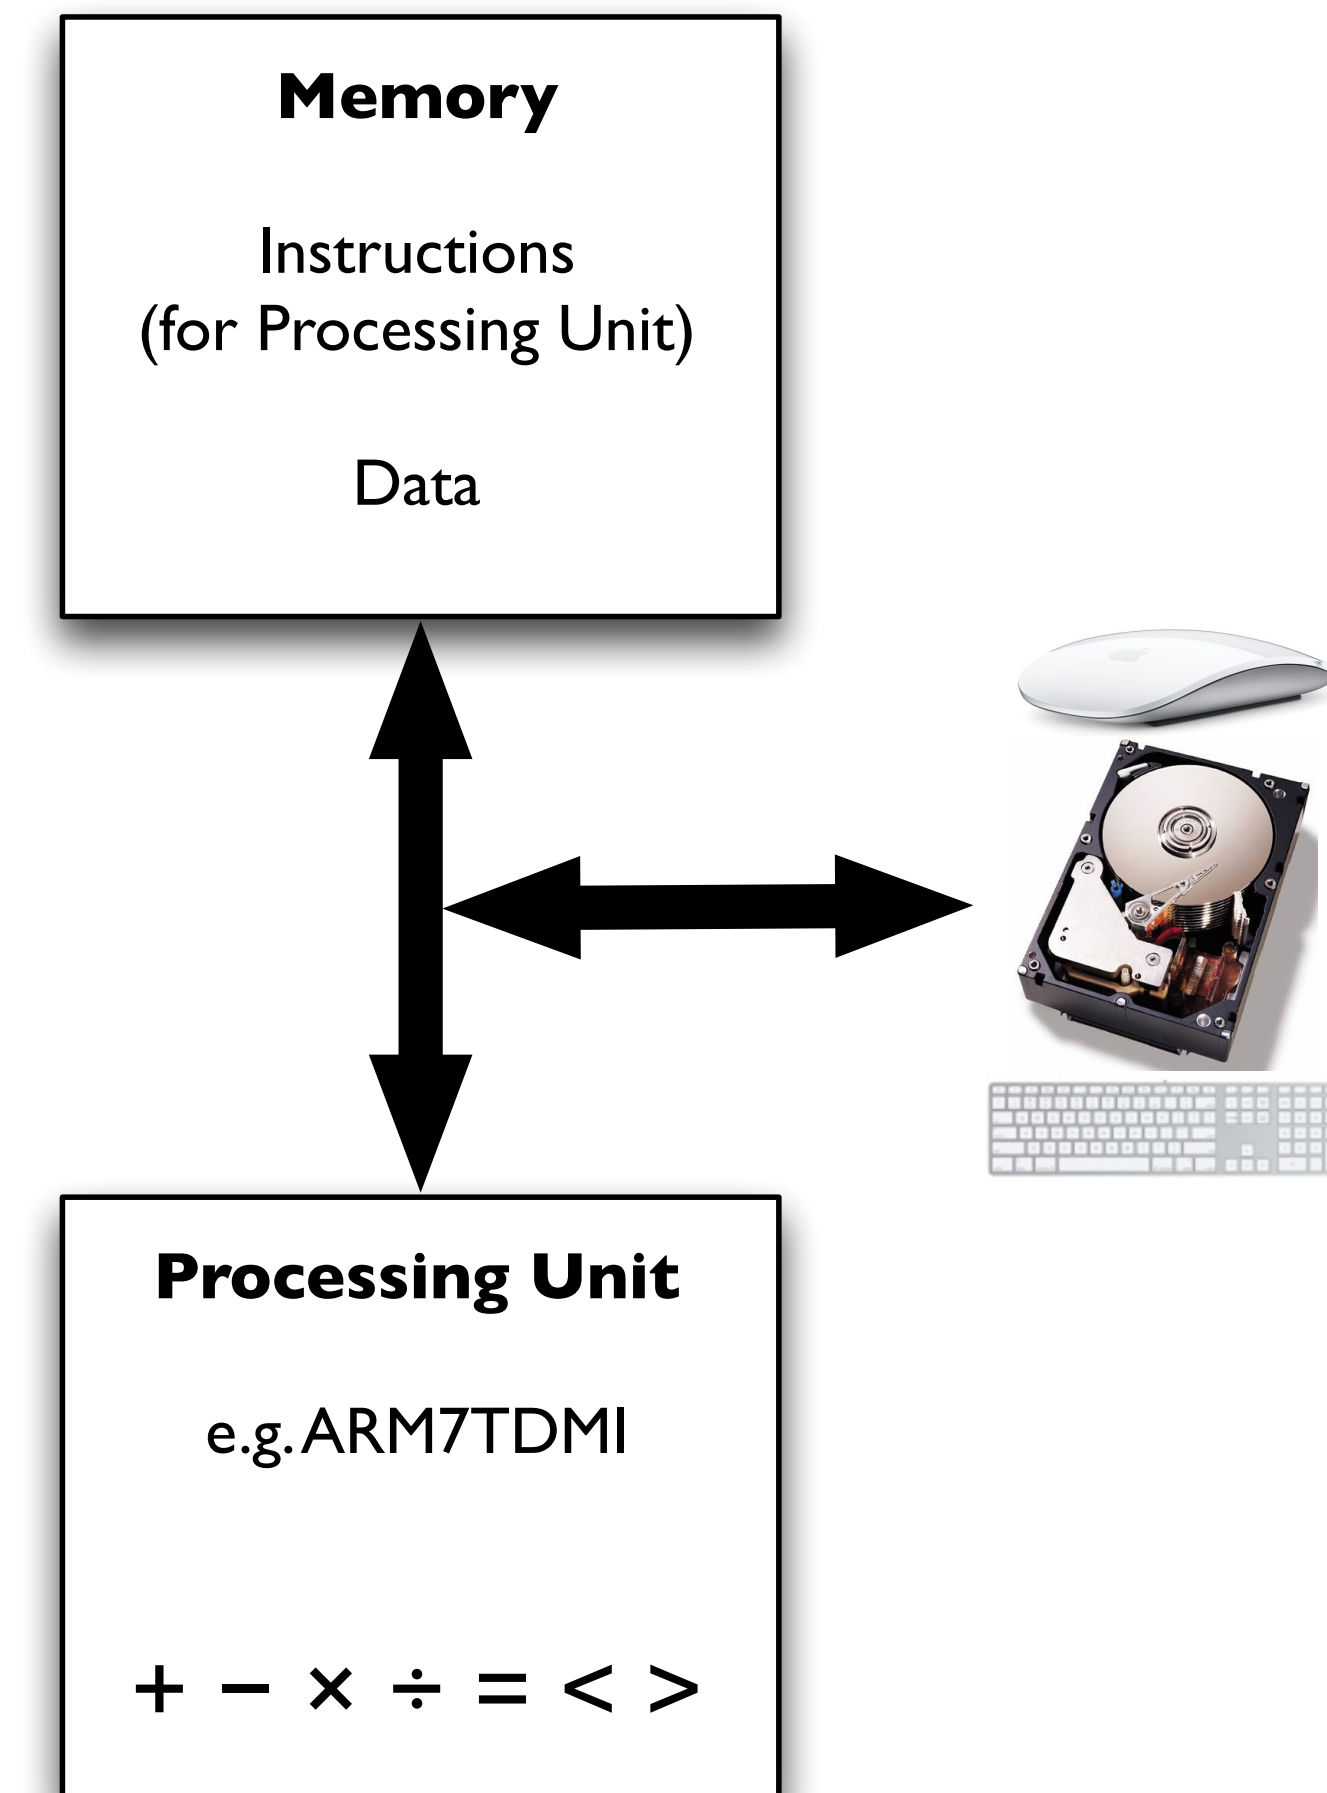 Memory
Instructions
(for Processing Unit)
Data
Processing Unit
e.g. ARM7TDMI
+ − × ÷ = < >